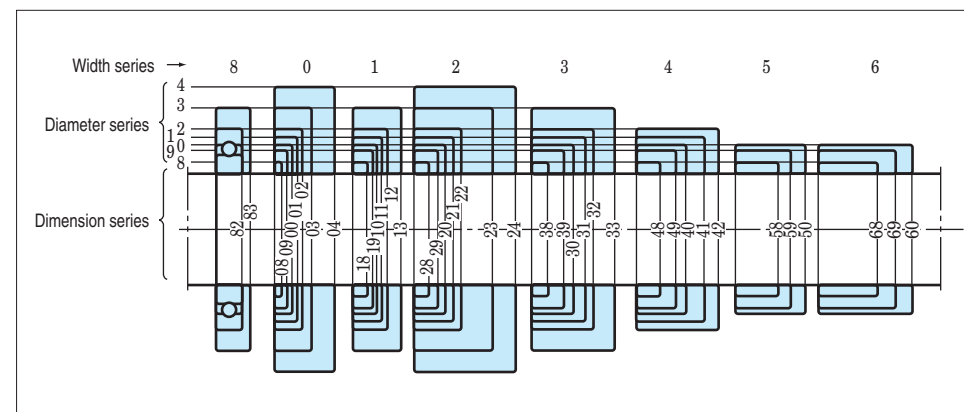 Width series → 8 0 1 2 3 4 5 6
Diameter series
4
3
2
1
0
9
8
Dimension series
82 83
08 09 00 01 02 03 04
18 19 10 11 12 13
28 29 20 21 22 23 24
38 39 30 31 32 33
48 49 40 41 42
58 59 50
68 69 60